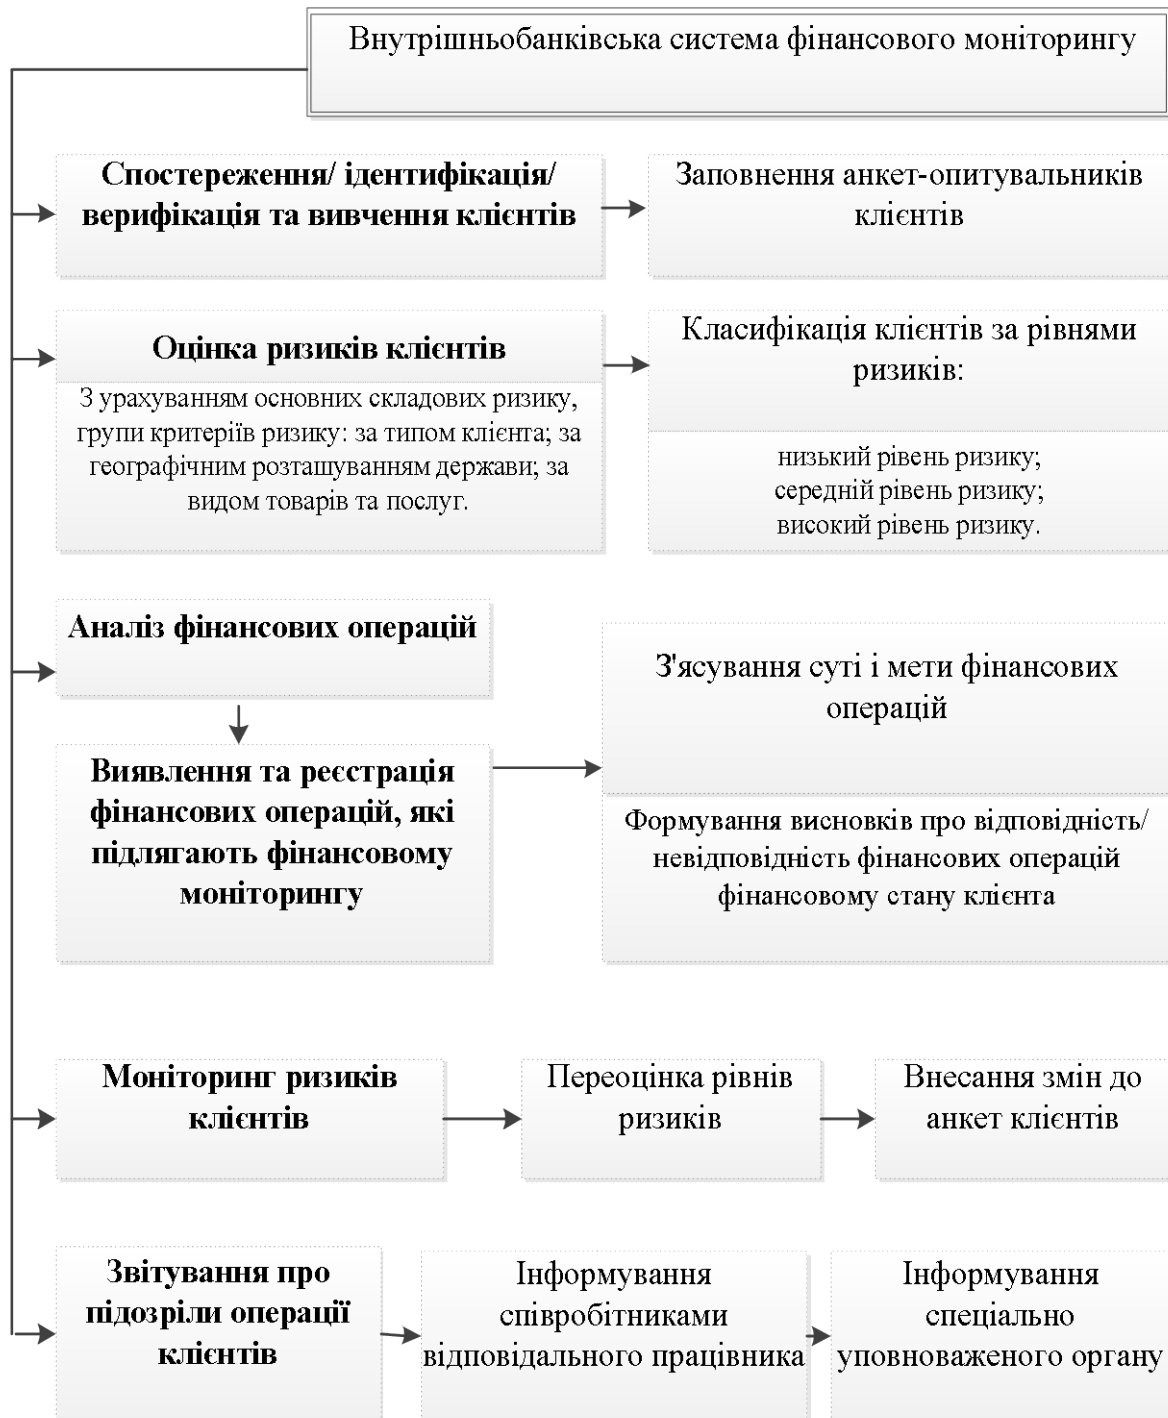 Внутрішньобанківська система фінансового моніторингу
Спостереження/ ідентифікація/
верифікація та вивчення клієнтів
Заповнення анкет-опитувальників
клієнтів
Оцінка ризиків клієнтів
З урахуванням основних складових ризику,
групи критеріїв ризику: за типом клієнта; за
географічним розташуванням держави; за
видом товарів та послуг.
Класифікація клієнтів за рівнями
ризиків:
низький рівень ризику;
середній рівень ризику;
високий рівень ризику.
Аналіз фінансових операцій
Виявлення та реєстрація
фінансових операцій, які
підлягають фінансовому
моніторингу
З'ясування суті і мети фінансових
операцій
Формування висновків про відповідність/
невідповідність фінансових операцій
фінансовому стану клієнта
Моніторинг ризиків
клієнтів
Переоцінка рівнів
ризиків
Внесання змін до
анкет клієнтів
Звітування про
підозріли операції
клієнтів
Інформування
співробітниками
відповідального працівника
Інформування
спеціально
уповноваженого органу